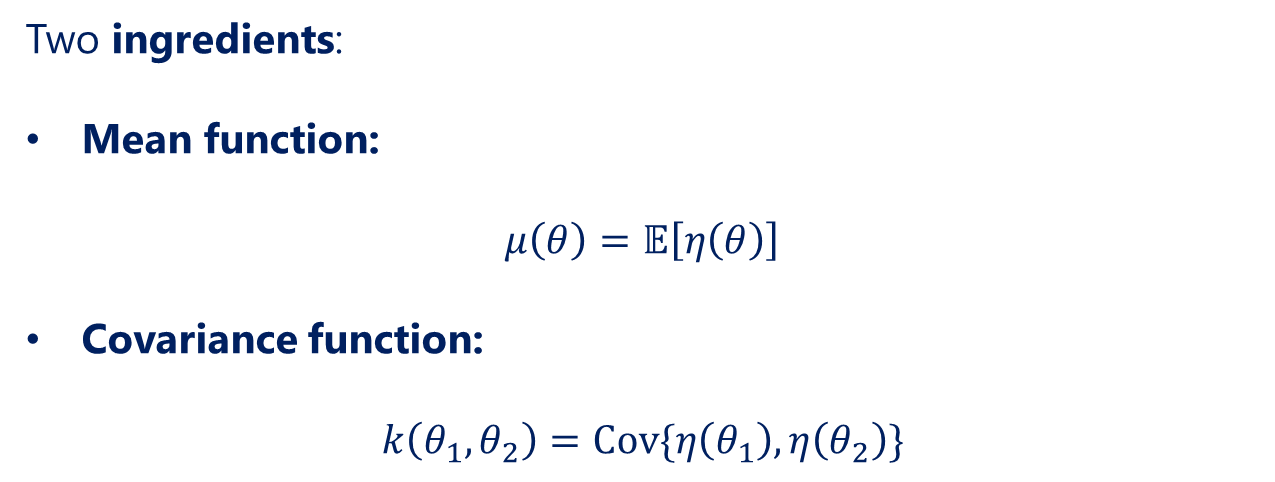 Two ingredients:
• Mean function:
μ(θ) = 𝔼[η(θ)]
• Covariance function:
k(θ₁, θ₂) = Cov{η(θ₁), η(θ₂)}